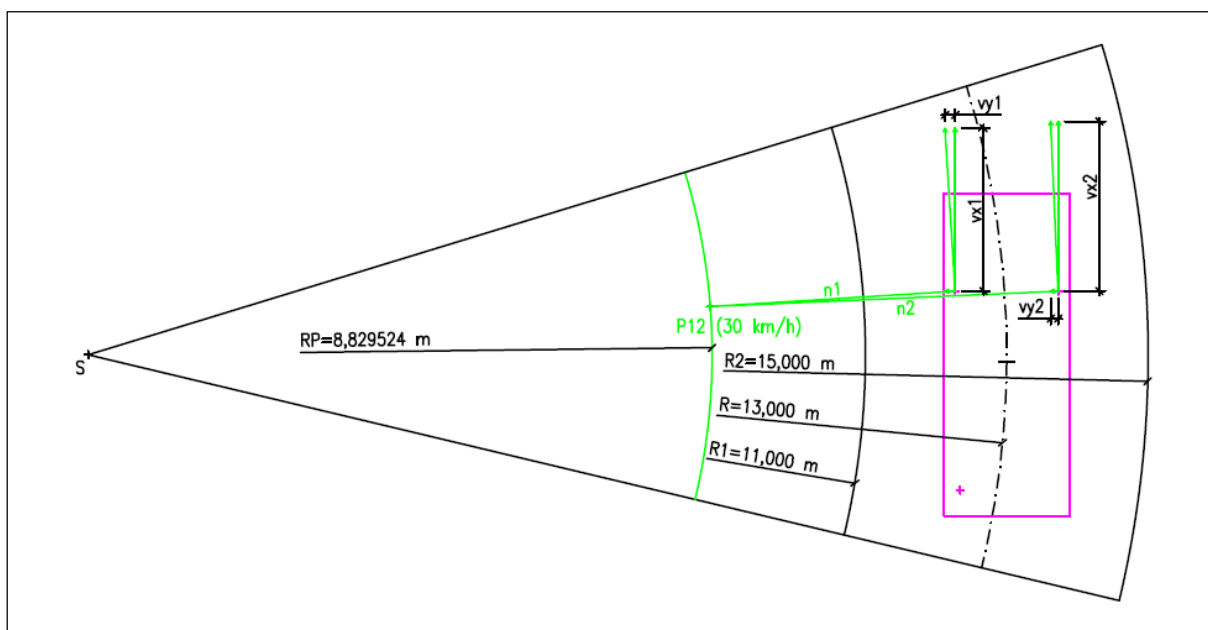 vy1
vx1
vx2
n1
n2
P12 (30 km/h)
vy2
RP=8,829524 m
S
R2=15,000 m
R=13,000 m
R1=11,000 m